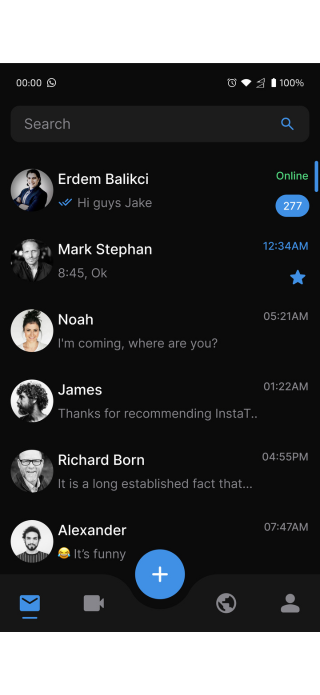 00:00
100%
Search
Erdem Balikci
Online
Hi guys Jake
277
Mark Stephan
12:34AM
8:45, Ok
Noah
05:21AM
I'm coming, where are you?
James
01:22AM
Thanks for recommending InstaT..
Richard Born
04:55PM
It is a long established fact that...
Alexander
07:47AM
😂 It's funny